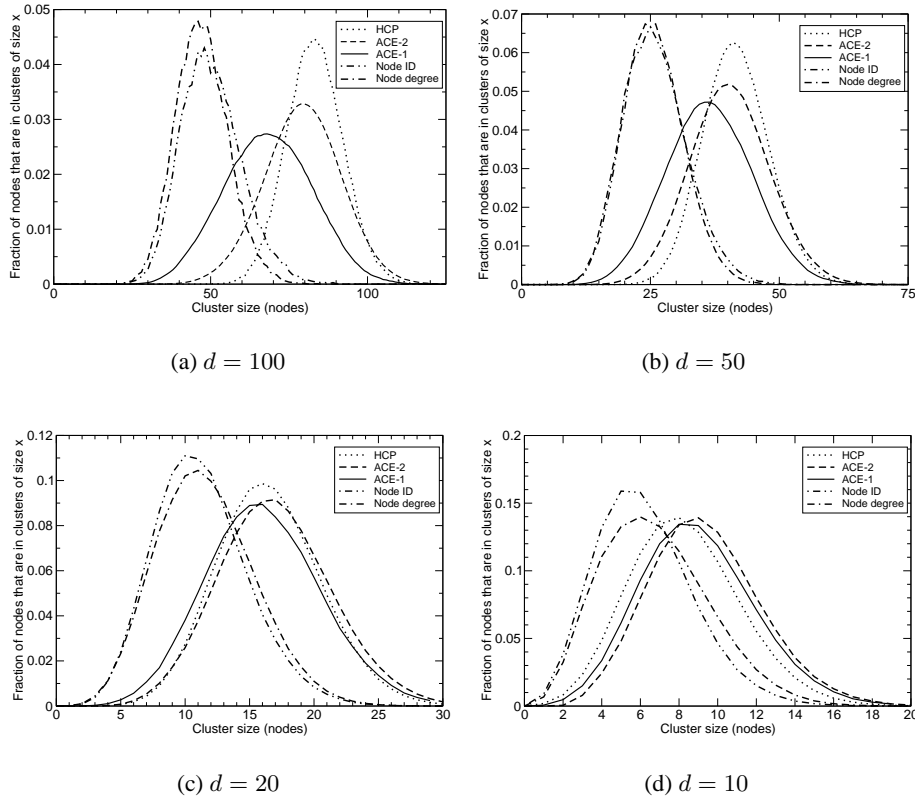 Fraction of nodes that are in clusters of size x
0.05
0.04
0.03
0.02
0.01
0
0
50
100
Cluster size (nodes)
HCP
ACE-2
ACE-1
Node ID
Node degree
(a) d = 100
Fraction of nodes that are in clusters of size x
0.07
0.06
0.05
0.04
0.03
0.02
0.01
0
0
25
50
75
Cluster size (nodes)
HCP
ACE-2
ACE-1
Node ID
Node degree
(b) d = 50
Fraction of nodes that are in clusters of size x
0.12
0.1
0.08
0.06
0.04
0.02
0
0
5
10
15
20
25
30
Cluster size (nodes)
HCP
ACE-2
ACE-1
Node ID
Node degree
(c) d = 20
Fraction of nodes that are in clusters of size x
0.2
0.15
0.1
0.05
0
0
2
4
6
8
10
12
14
16
18
20
Cluster size (nodes)
HCP
ACE-2
ACE-1
Node ID
Node degree
(d) d = 10